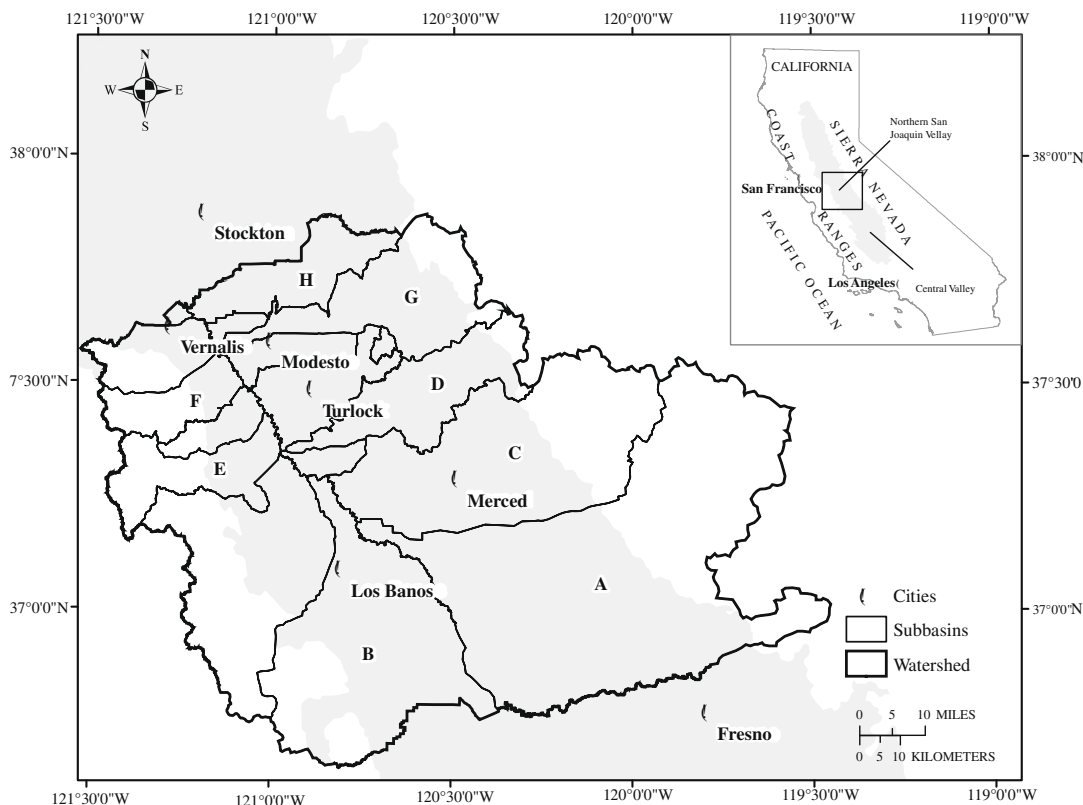 121°30'0"W 121°0'0"W 120°30'0"W 120°0'0"W 119°30'0"W 119°0'0"W
N
W E
S
38°0'0"N
7°30'0"N
37°0'0"N
CALIFORNIA
COAST RANGES
SIERRA NEVADA
Northern San
Joaquin Vellay
San Francisco
PACIFIC OCEAN
Los Angeles
Central Valley
38°0'0"N
37°30'0
37°0'0"N
Stockton
H
G
Vernalis
Modesto
D
F
Turlock
C
E
Merced
A
Los Banos
B
Fresno
Cities
Subbasins
Watershed
0 5 10 MILES
0 5 10 KILOMETERS
121°30'0"W 121°0'0"W 120°30'0"W 120°0'0"W 119°30'0"W 119°0'0"W